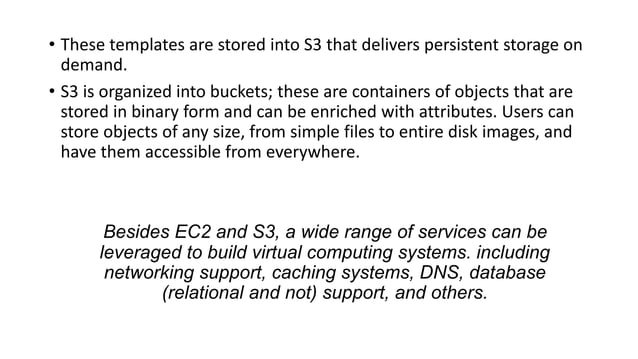 • These templates are stored into S3 that delivers persistent storage on
demand.
• S3 is organized into buckets; these are containers of objects that are
stored in binary form and can be enriched with attributes. Users can
store objects of any size, from simple files to entire disk images, and
have them accessible from everywhere.
Besides EC2 and S3, a wide range of services can be
leveraged to build virtual computing systems. including
networking support, caching systems, DNS, database
(relational and not) support, and others.